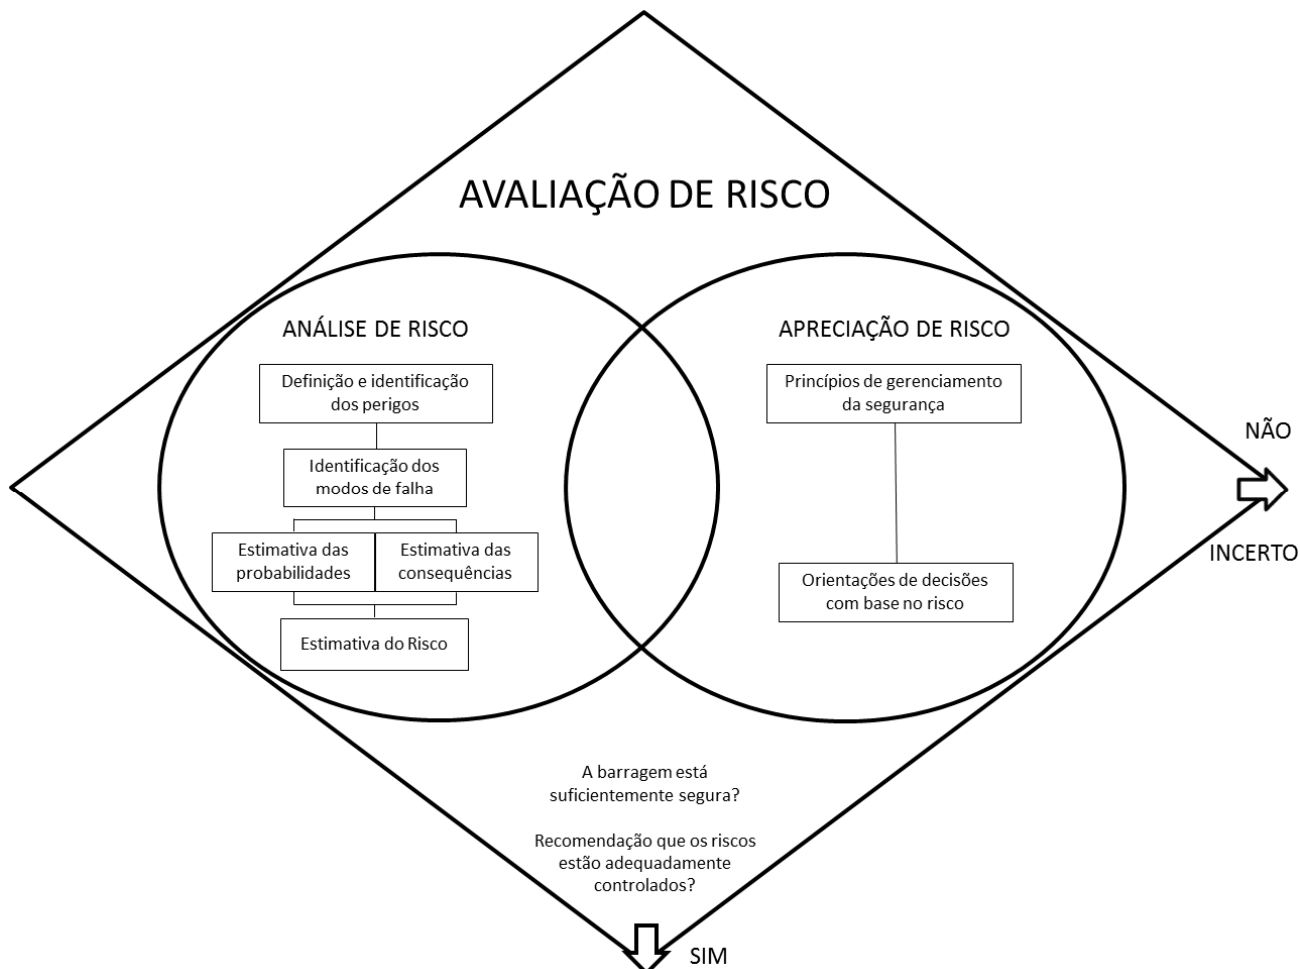 AVALIAÇÃO DE RISCO
ANÁLISE DE RISCO
Definição e identificação
dos perigos
Identificação dos
modos de falha
Estimativa das
probabilidades
Estimativa das
consequências
Estimativa do Risco
APRECIAÇÃO DE RISCO
Princípios de gerenciamento
da segurança
Orientações de decisões
com base no risco
NÃO
INCERTO
A barragem está
suficientemente segura?
Recomendação que os riscos
estão adequadamente
controlados?
SIM